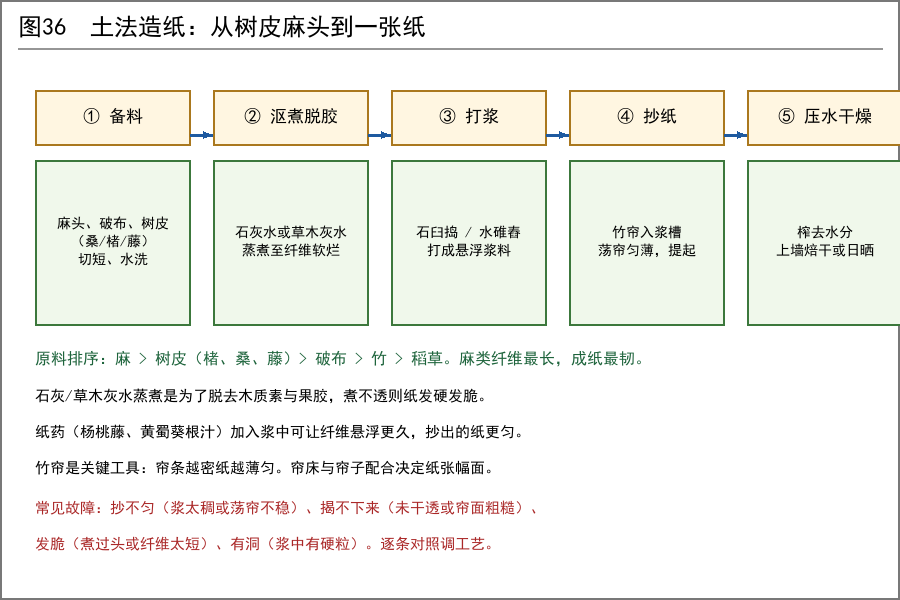 图36　土法造纸：从树皮麻头到一张纸
① 备料
② 沤煮脱胶
③ 打浆
④ 抄纸
⑤ 压水干燥
麻头、破布、树皮
（桑/楮/藤）
切短、水洗
石灰水或草木灰水
蒸煮至纤维软烂
石臼捣 / 水碓舂
打成悬浮浆料
竹帘入浆槽
荡帘匀薄，提起
榨去水分
上墙焙干或日晒
原料排序：麻 > 树皮（楮、桑、藤）> 破布 > 竹 > 稻草。麻类纤维最长，成纸最韧。
石灰/草木灰水蒸煮是为了脱去木质素与果胶，煮不透则纸发硬发脆。
纸药（杨桃藤、黄蜀葵根汁）加入浆中可让纤维悬浮更久，抄出的纸更匀。
竹帘是关键工具：帘条越密纸越薄匀。帘床与帘子配合决定纸张幅面。
常见故障：抄不匀（浆太稠或荡帘不稳）、揭不下来（未干透或帘面粗糙）、
发脆（煮过头或纤维太短）、有洞（浆中有硬粒）。逐条对照调工艺。